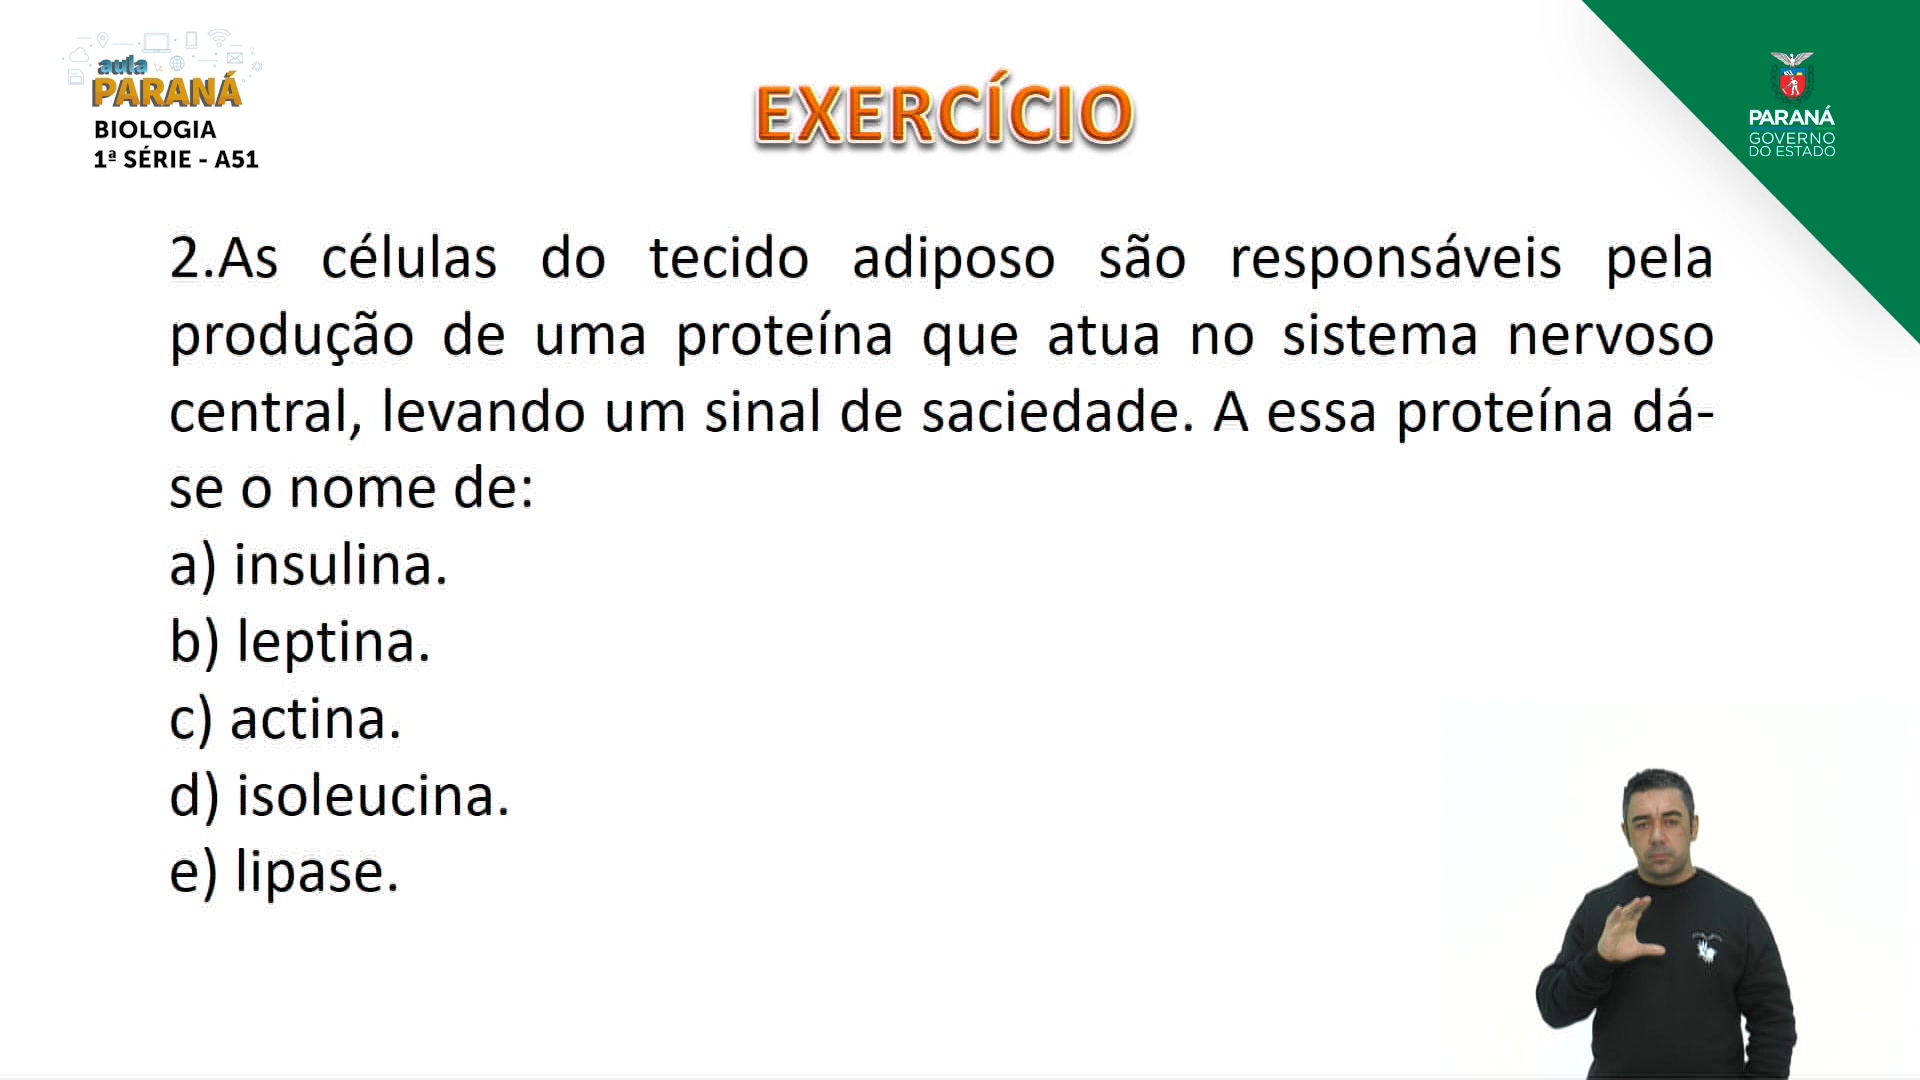 aula
PARANÁ
BIOLOGIA
1ª SÉRIE - A51
EXERCÍCIO
PARANÁ
GOVERNO
DO ESTADO
2.As células do tecido adiposo são responsáveis pela
produção de uma proteína que atua no sistema nervoso
central, levando um sinal de saciedade. A essa proteína dá-
se o nome de:
a) insulina.
b) leptina.
c) actina.
d) isoleucina.
e) lipase.